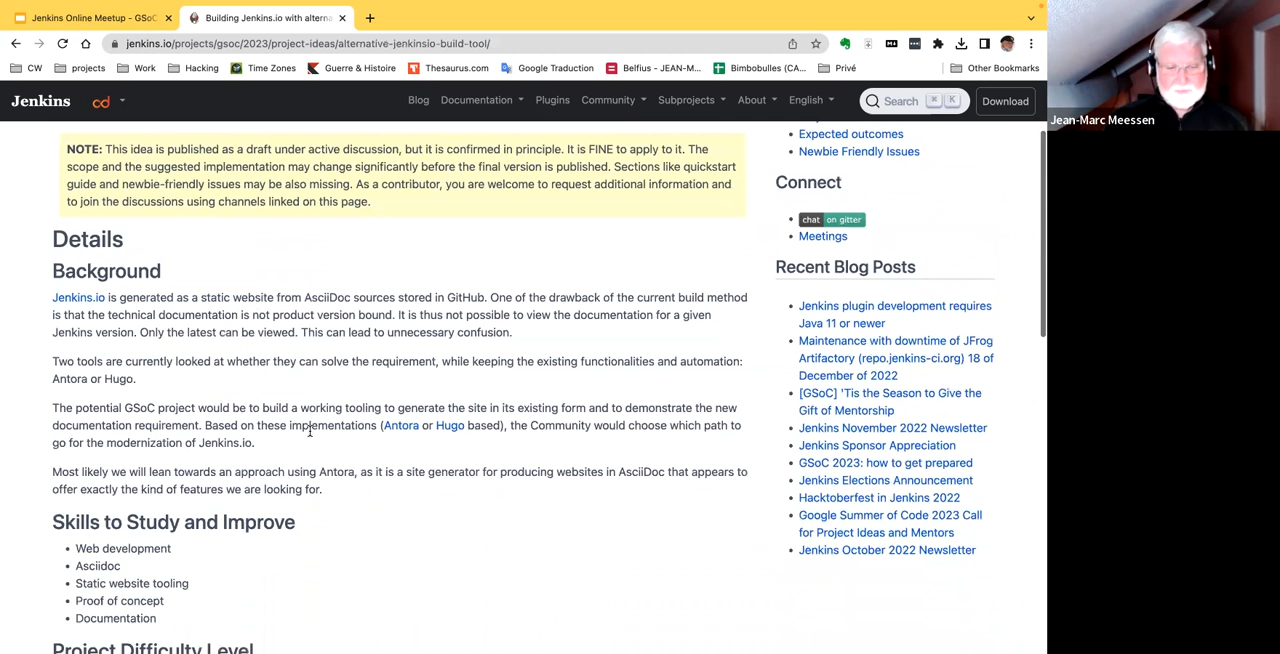 Jenkins Online Meetup - GSoC
Building Jenkins.io with alterna
jenkins.io/projects/gsoc/2023/project-ideas/alternative-jenkinsio-build-tool/
CW
projects
Work
Hacking
Time Zones
Guerre & Histoire
Thesaurus.com
Google Traduction
Belfius - JEAN-M...
Bimbobulles (CA...
Privé
Other Bookmarks
Jenkins
cd
Blog
Documentation
Plugins
Community
Subprojects
About
English
Search
⌘ K
Download
Jean-Marc Meessen
NOTE: This idea is published as a draft under active discussion, but it is confirmed in principle. It is FINE to apply to it. The
scope and the suggested implementation may change significantly before the final version is published. Sections like quickstart
guide and newbie-friendly issues may be also missing. As a contributor, you are welcome to request additional information and
to join the discussions using channels linked on this page.
Details
Background
Jenkins.io is generated as a static website from AsciiDoc sources stored in GitHub. One of the drawback of the current build method
is that the technical documentation is not product version bound. It is thus not possible to view the documentation for a given
Jenkins version. Only the latest can be viewed. This can lead to unnecessary confusion.
Two tools are currently looked at whether they can solve the requirement, while keeping the existing functionalities and automation:
Antora or Hugo.
The potential GSoC project would be to build a working tooling to generate the site in its existing form and to demonstrate the new
documentation requirement. Based on these implementations (Antora or Hugo based), the Community would choose which path to
go for the modernization of Jenkins.io.
Most likely we will lean towards an approach using Antora, as it is a site generator for producing websites in AsciiDoc that appears to
offer exactly the kind of features we are looking for.
Skills to Study and Improve
• Web development
• Asciidoc
• Static website tooling
• Proof of concept
• Documentation
Project Difficulty Level
• Expected outcomes
• Newbie Friendly Issues
Connect
• chat on gitter
• Meetings
Recent Blog Posts
• Jenkins plugin development requires
Java 11 or newer
• Maintenance with downtime of JFrog
Artifactory (repo.jenkins-ci.org) 18 of
December of 2022
• [GSoC] 'Tis the Season to Give the
Gift of Mentorship
• Jenkins November 2022 Newsletter
• Jenkins Sponsor Appreciation
• GSoC 2023: how to get prepared
• Jenkins Elections Announcement
• Hacktoberfest in Jenkins 2022
• Google Summer of Code 2023 Call
for Project Ideas and Mentors
• Jenkins October 2022 Newsletter